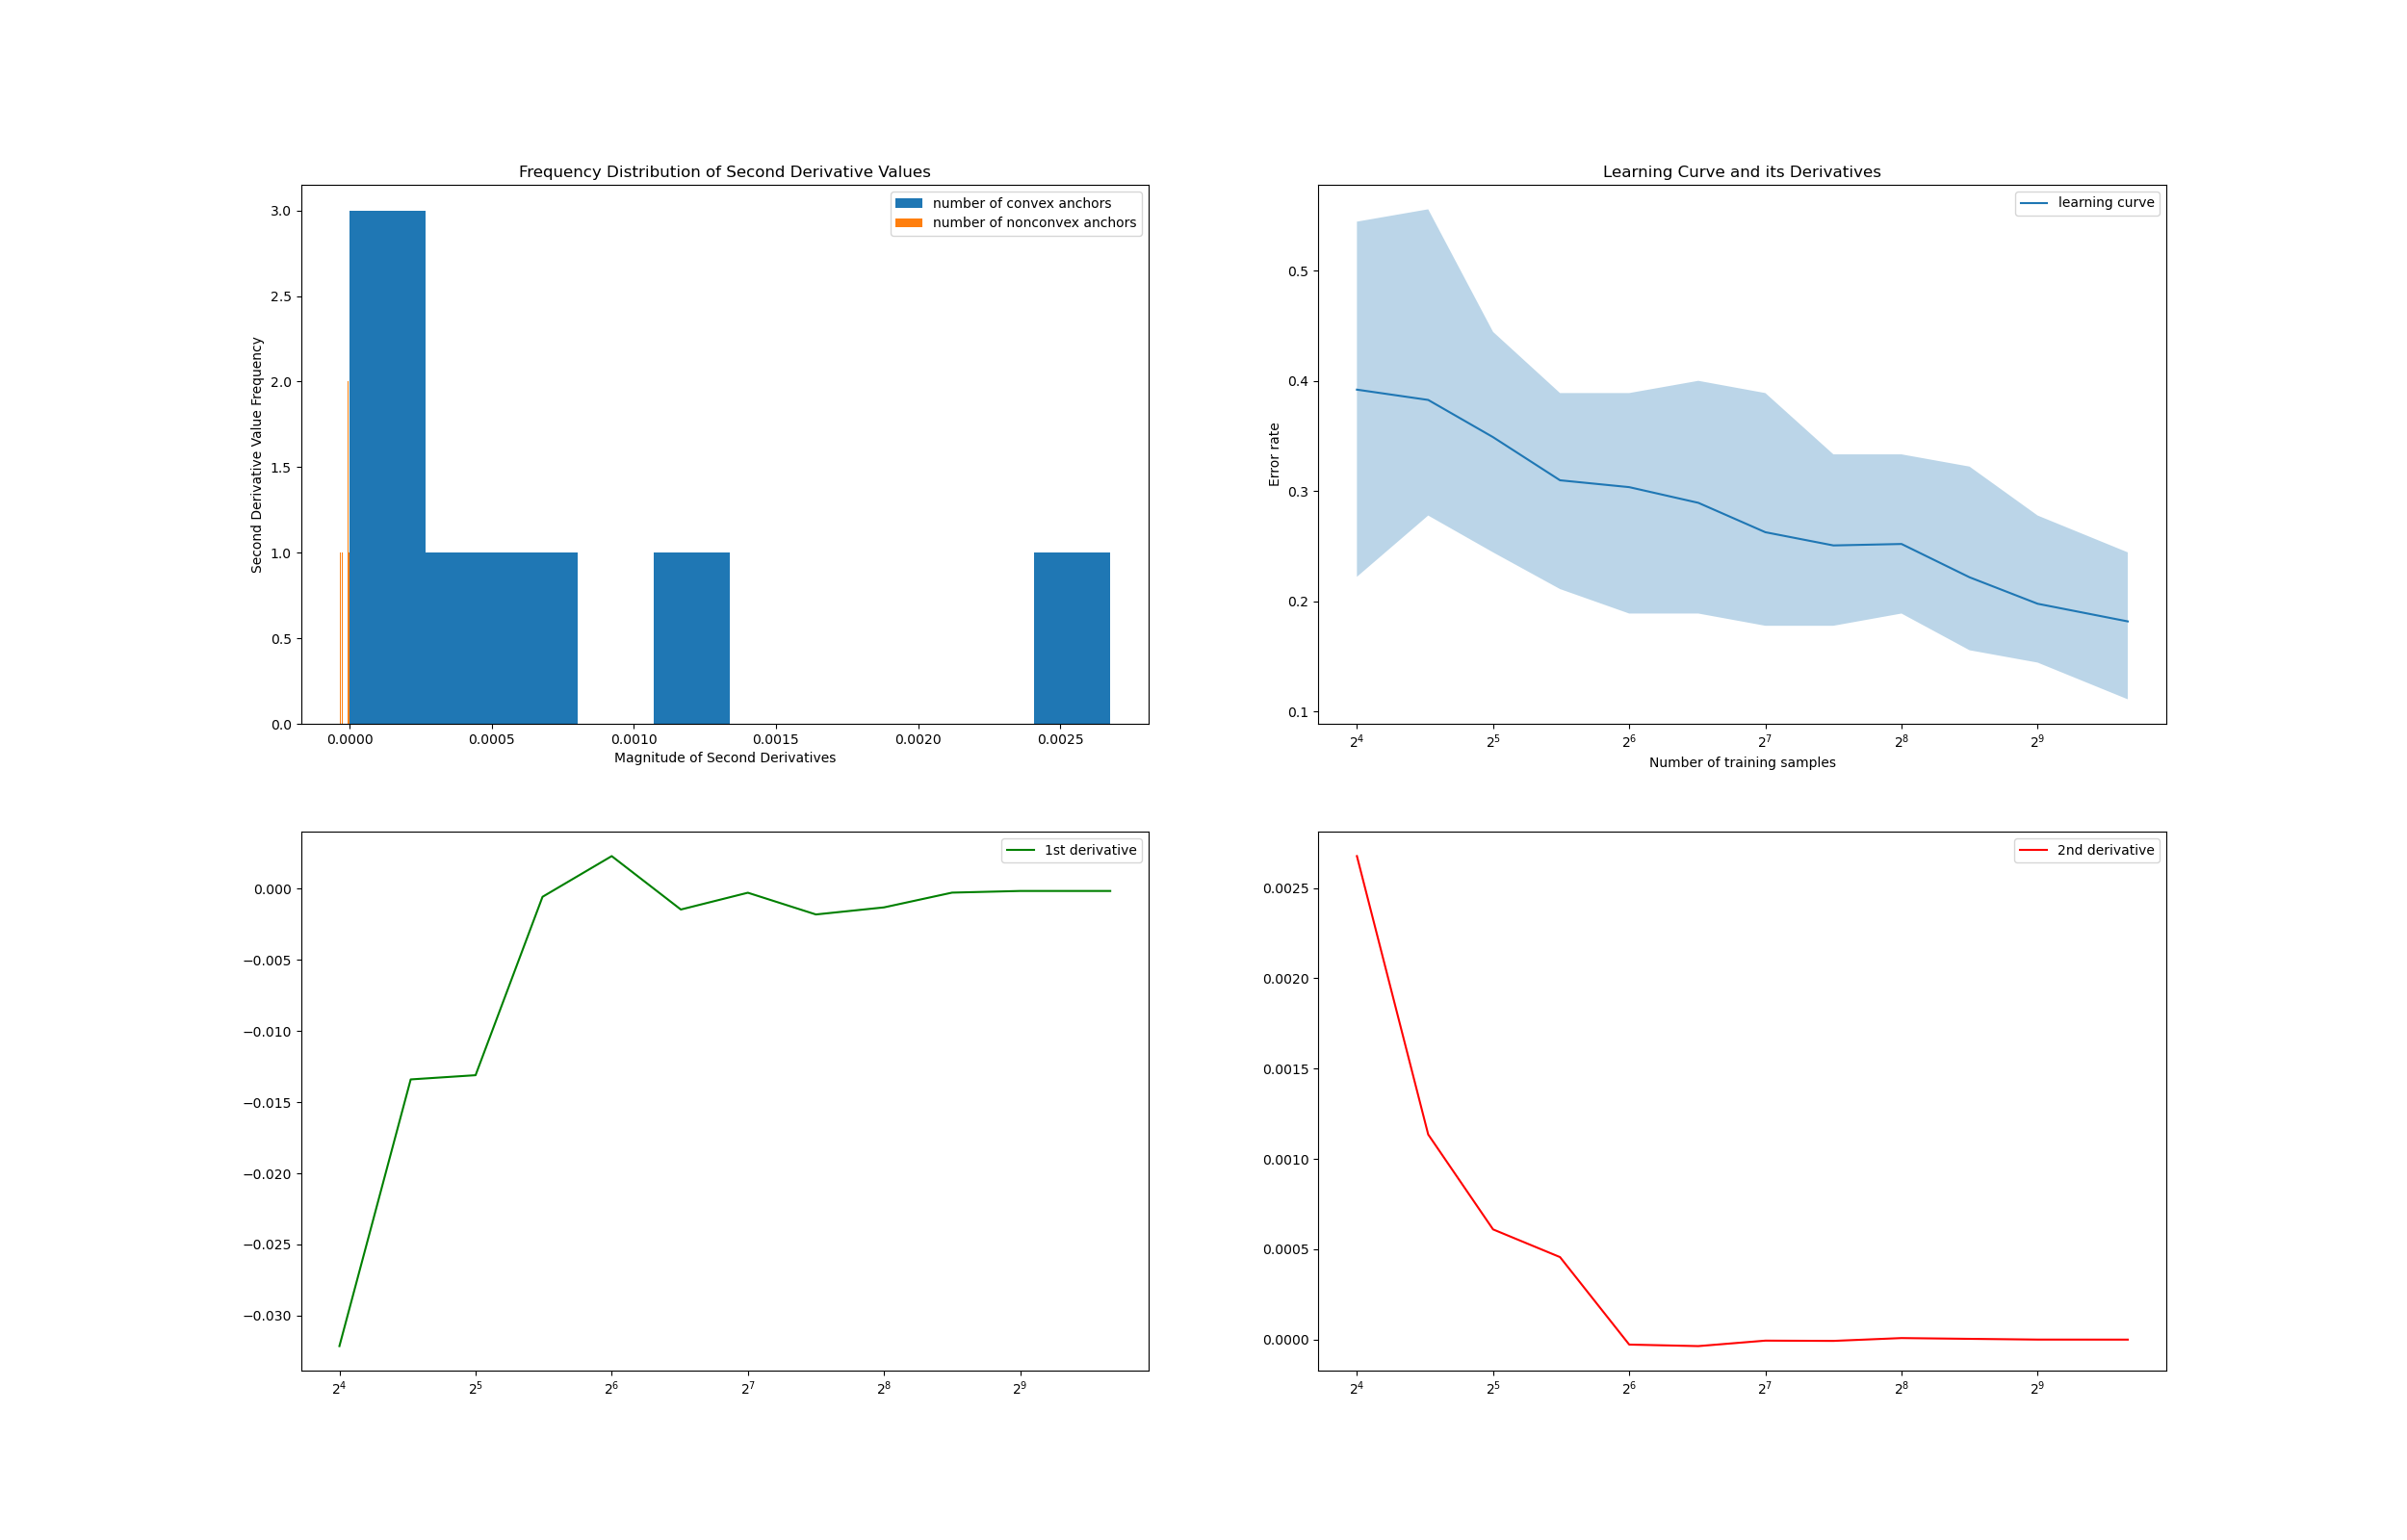 Frequency Distribution of Second Derivative Values
number of convex anchors
number of nonconvex anchors
3.0
2.5
2.0
1.5
1.0
0.5
0.0
Second Derivative Value Frequency
0.0000 0.0005 0.0010 0.0015 0.0020 0.0025
Magnitude of Second Derivatives
Learning Curve and its Derivatives
learning curve
0.5
0.4
0.3
0.2
0.1
Error rate
2⁴ 2⁵ 2⁶ 2⁷ 2⁸ 2⁹
Number of training samples
1st derivative
0.000
−0.005
−0.010
−0.015
−0.020
−0.025
−0.030
2⁴ 2⁵ 2⁶ 2⁷ 2⁸ 2⁹
2nd derivative
0.0025
0.0020
0.0015
0.0010
0.0005
0.0000
2⁴ 2⁵ 2⁶ 2⁷ 2⁸ 2⁹